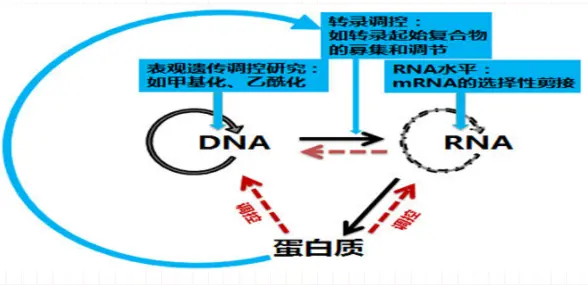 转录调控：
如转录起始复合物
的募集和调节
表观遗传调控研究：
如甲基化、乙酰化
RNA水平：
mRNA的选择性剪接
DNA
RNA
调控
调控
蛋白质